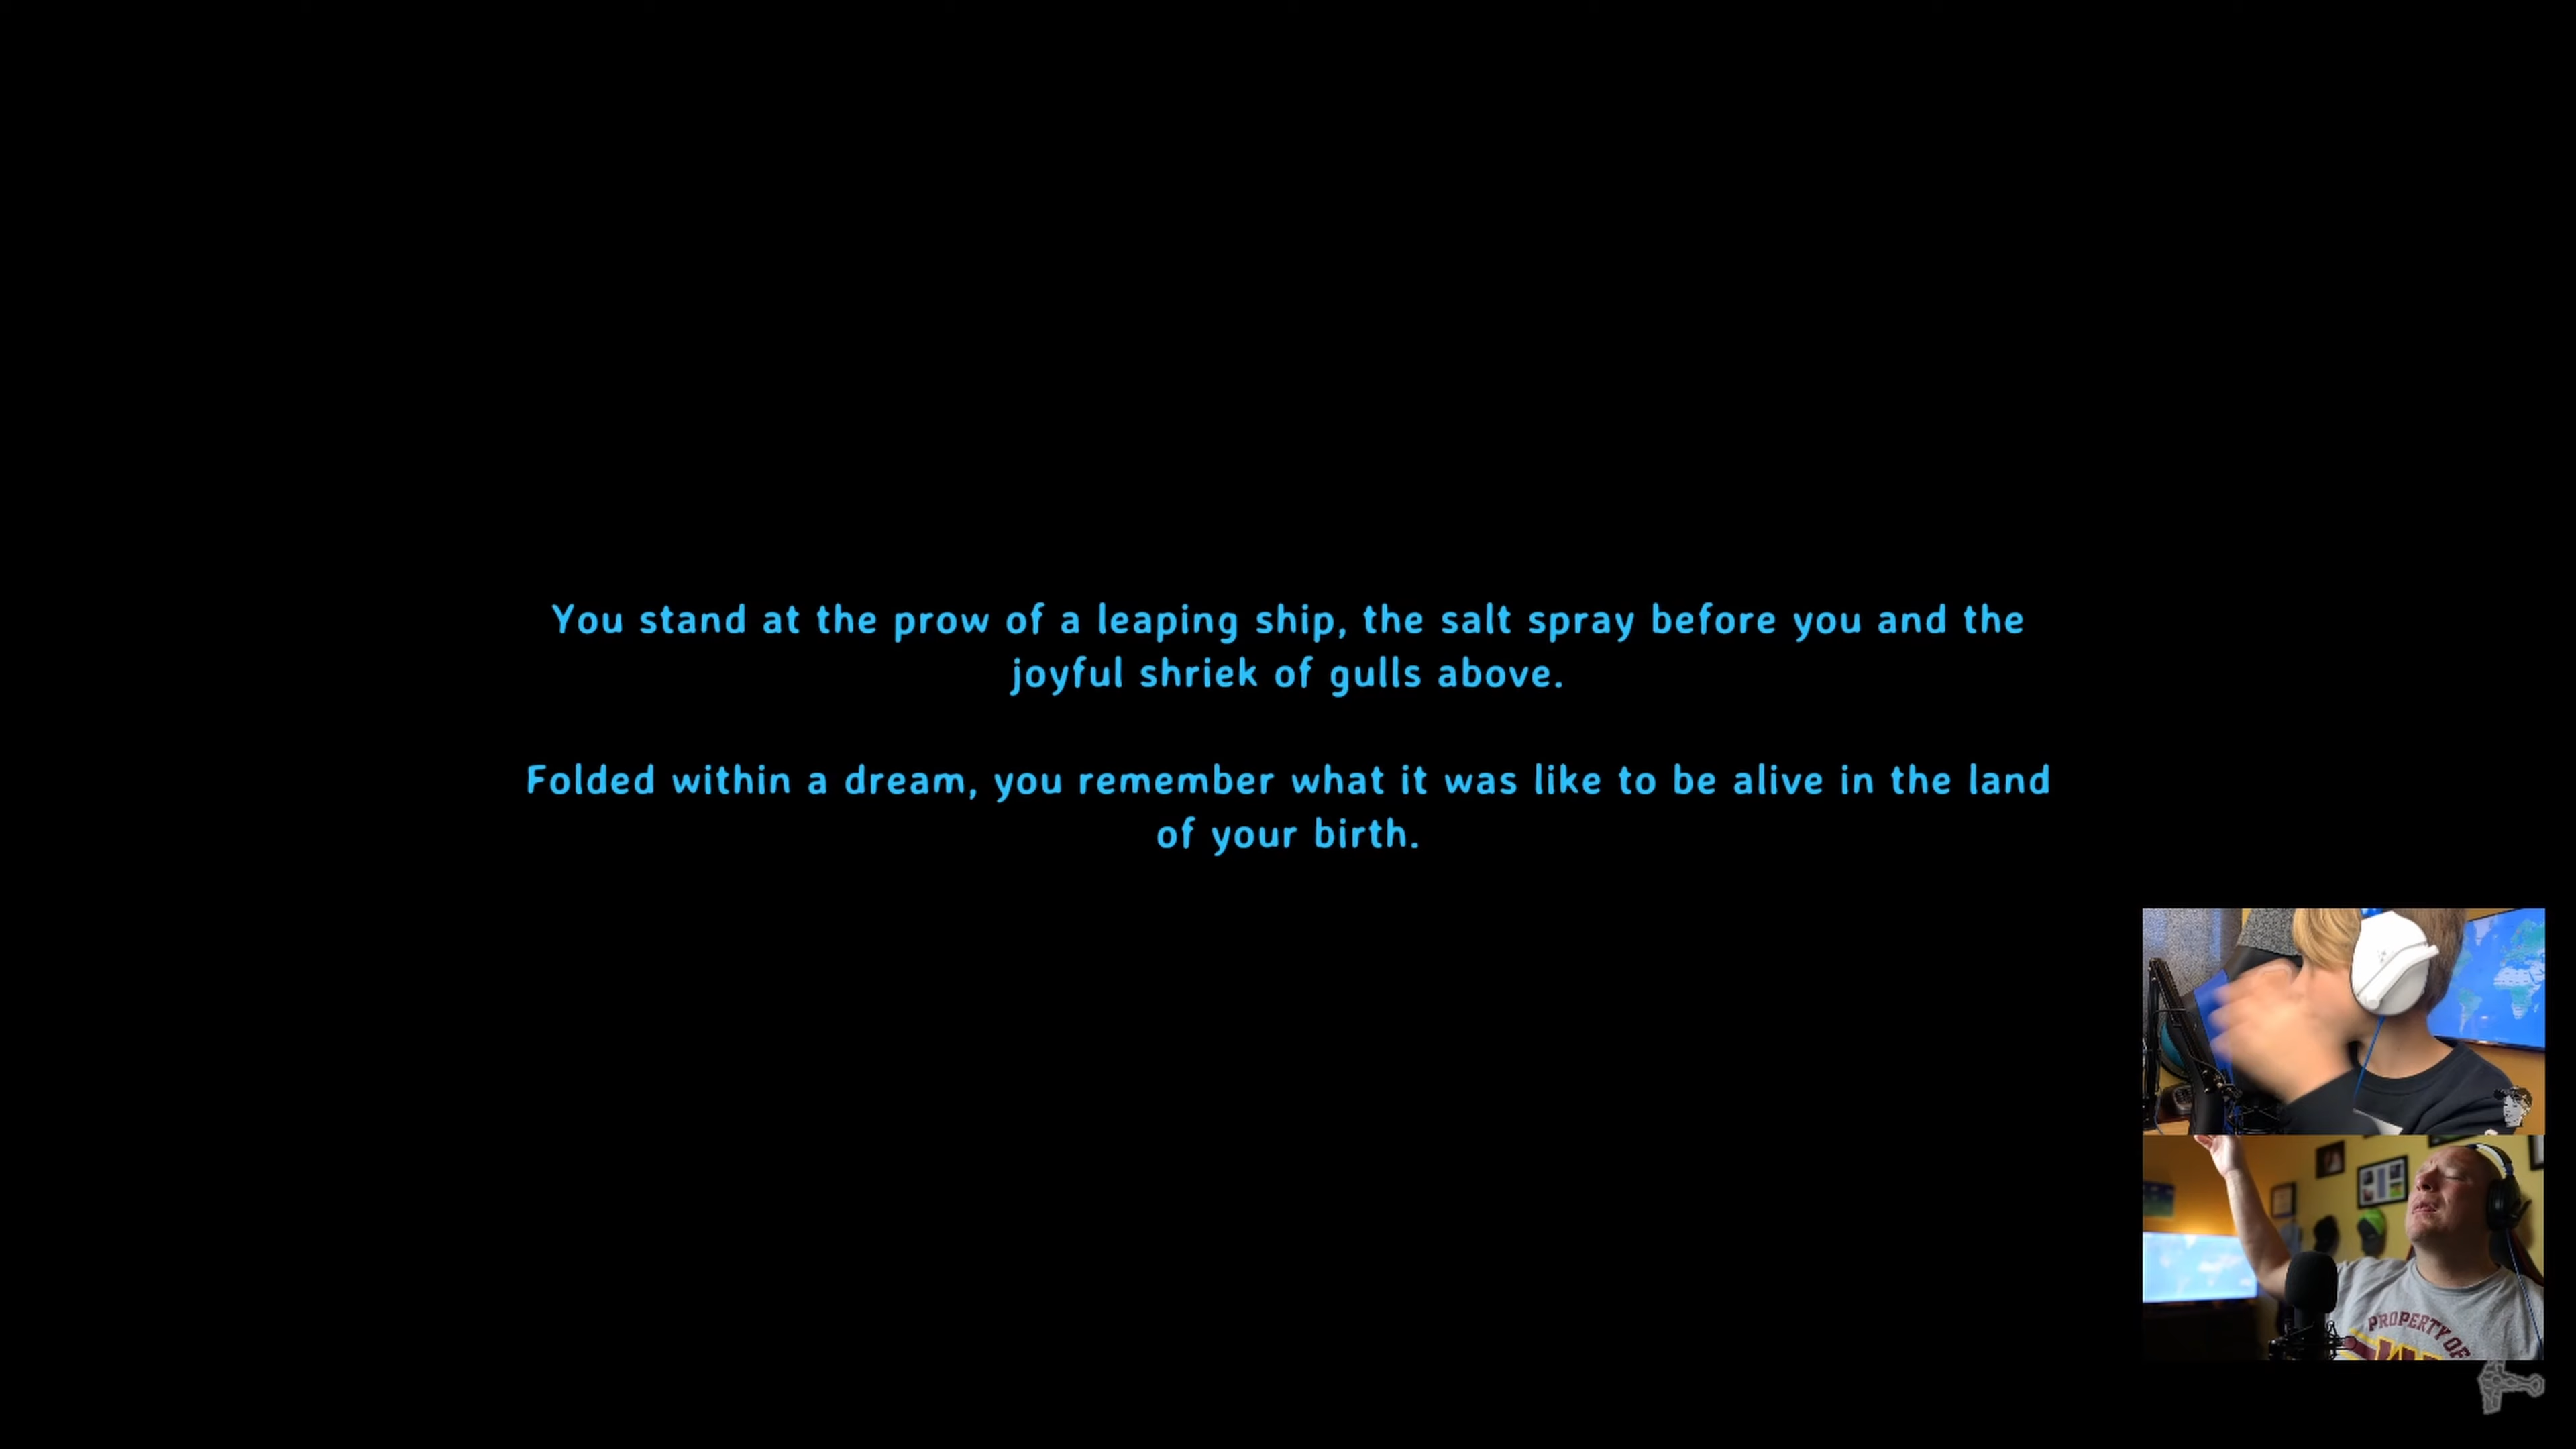 You stand at the prow of a leaping ship, the salt spray before you and the
joyful shriek of gulls above.
Folded within a dream, you remember what it was like to be alive in the land
of your birth.
PROPERTY OF